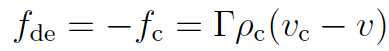 f_de = −f_c = Γρ_c(v_c − v)